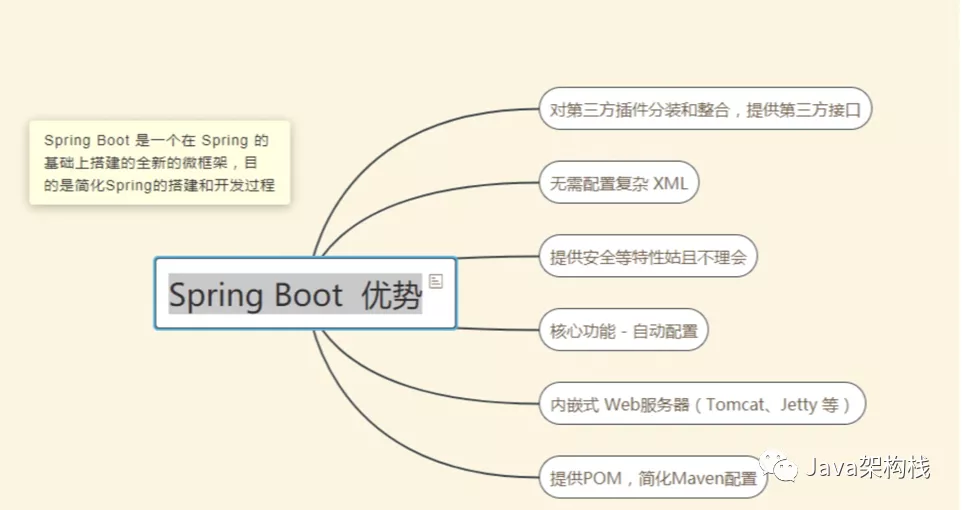 Spring Boot 是一个在 Spring 的
基础上搭建的全新的微框架，目
的是简化Spring的搭建和开发过程
Spring Boot 优势
对第三方插件分装和整合，提供第三方接口
无需配置复杂 XML
提供安全等特性姑且不理会
核心功能 - 自动配置
内嵌式 Web服务器（Tomcat、Jetty 等）
提供POM，简化Maven配置
Java架构栈